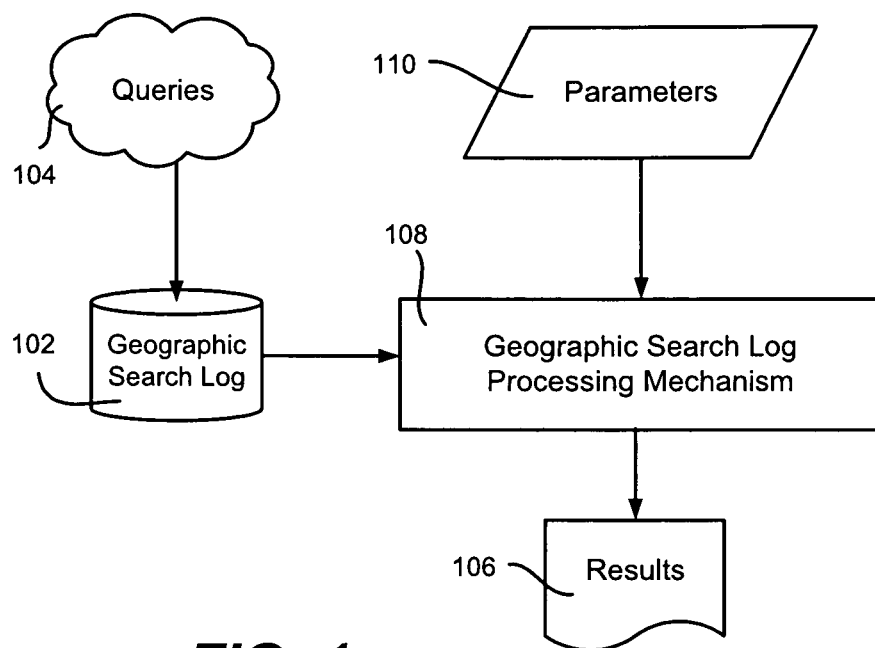 Queries
110
Parameters
104
108
102
Geographic
Search Log
Geographic Search Log
Processing Mechanism
106
Results